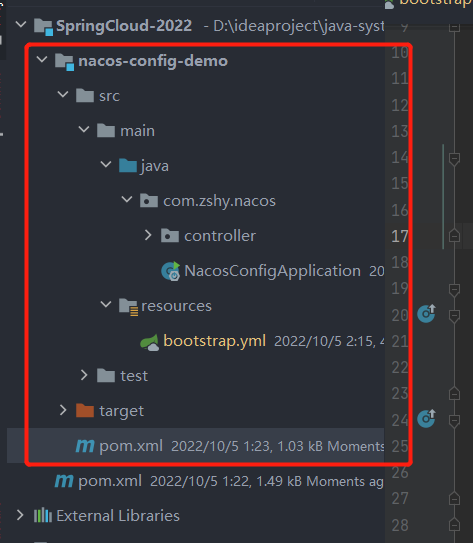 bootstrap
SpringCloud-2022 - D:\ideaproject\java-syst
9
nacos-config-demo
10
src
11
12
main
13
java
14
15
com.zshy.nacos
16
controller
17
NacosConfigApplication 20
18
19
resources
20
bootstrap.yml 2022/10/5 2:15, 4
21
22
test
23
target
24
pom.xml 2022/10/5 1:23, 1.03 kB Moments
25
pom.xml 2022/10/5 1:22, 1.49 kB Moments ag
26
External Libraries
27
28